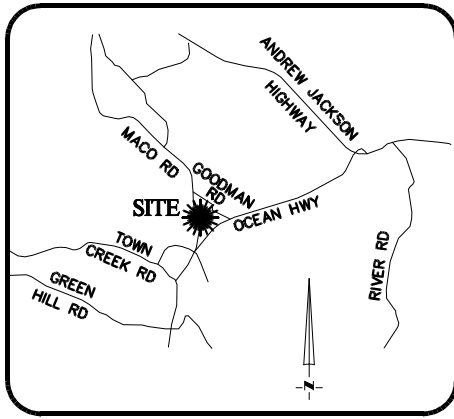 ANDREW JACKSON
HIGHWAY
MACO RD
GOODMAN
RD
SITE
OCEAN HWY
TOWN
CREEK RD
RIVER RD
GREEN
HILL RD
N